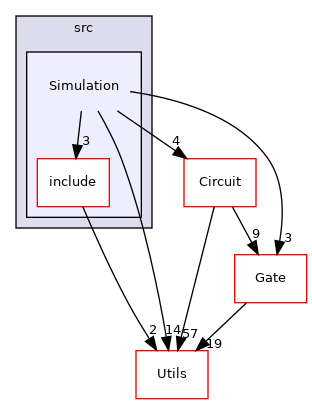 src
Simulation
3
4
include
Circuit
9
3
Gate
2
14
57
19
Utils